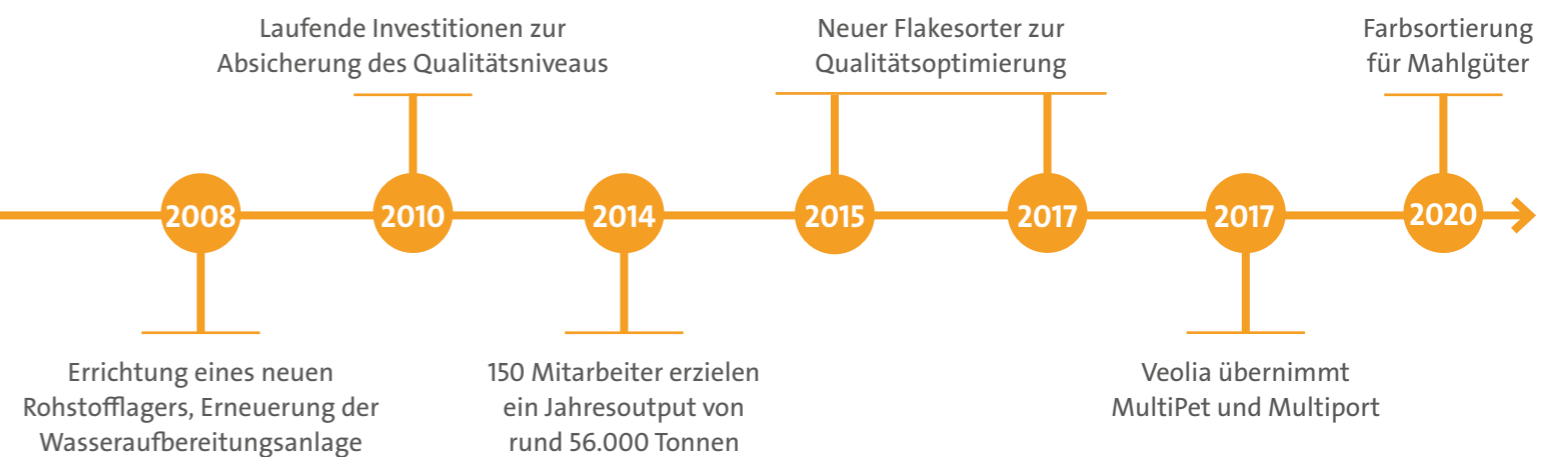 Laufende Investitionen zur
Absicherung des Qualitätsniveaus
Neuer Flakesorter zur
Qualitätsoptimierung
Farbsortierung
für Mahlgüter
2008
2010
2014
2015
2017
2017
2020
Errichtung eines neuen
Rohstofflagers, Erneuerung der
Wasseraufbereitungsanlage
150 Mitarbeiter erzielen
ein Jahresoutput von
rund 56.000 Tonnen
Veolia übernimmt
MultiPet und Multiport